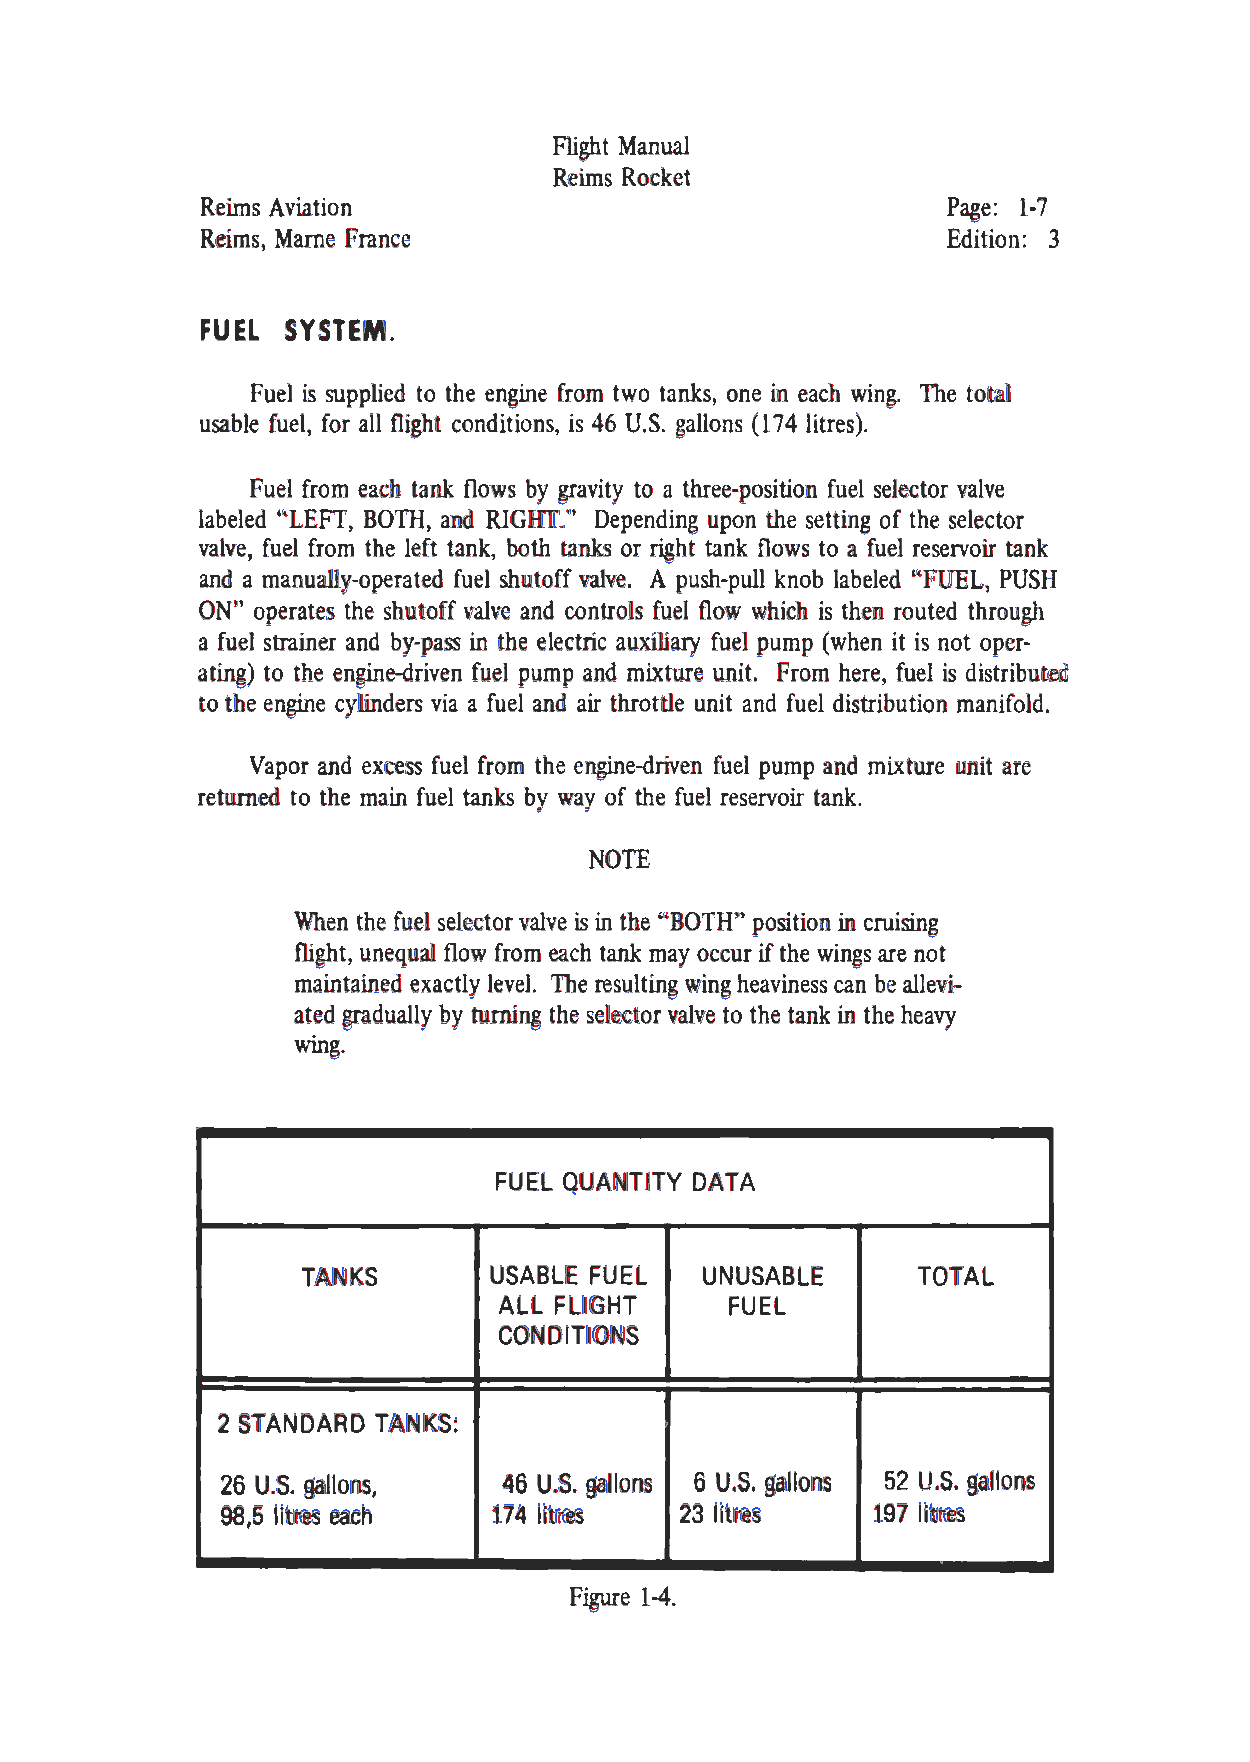 Flight Manual
Reims Rocket
Reims Aviation Page: 1-7
Reims, Marne France Edition: 3
FUEL SYSTEM.
Fuel is supplied to the engine from two tanks, one in each wing. The total
usable fuel, for all flight conditions, is 46 U.S. gallons (174 litres).
Fuel from each tank flows by gravity to a three-position fuel selector valve
labeled “LEFT, BOTH, and RIGHT.” Depending upon the setting of the selector
valve, fuel from the left tank, both tanks or right tank flows to a fuel reservoir tank
and a manually-operated fuel shutoff valve. A push-pull knob labeled “FUEL, PUSH
ON” operates the shutoff valve and controls fuel flow which is then routed through
a fuel strainer and by-pass in the electric auxiliary fuel pump (when it is not oper-
ating) to the engine-driven fuel pump and mixture unit. From here, fuel is distributed
to the engine cylinders via a fuel and air throttle unit and fuel distribution manifold.
Vapor and excess fuel from the engine-driven fuel pump and mixture unit are
returned to the main fuel tanks by way of the fuel reservoir tank.
NOTE
When the fuel selector valve is in the “BOTH” position in cruising
flight, unequal flow from each tank may occur if the wings are not
maintained exactly level. The resulting wing heaviness can be allevi-
ated gradually by turning the selector valve to the tank in the heavy
wing.
FUEL QUANTITY DATA
TANKS USABLE FUEL UNUSABLE TOTAL
ALL FLIGHT FUEL
CONDITIONS
2 STANDARD TANKS:
26 U.S. gallons, 46 U.S. gallons 6 U.S. gallons 52 U.S. gallons
98,5 litres each 174 litres 23 litres 197 litres
Figure 1-4.